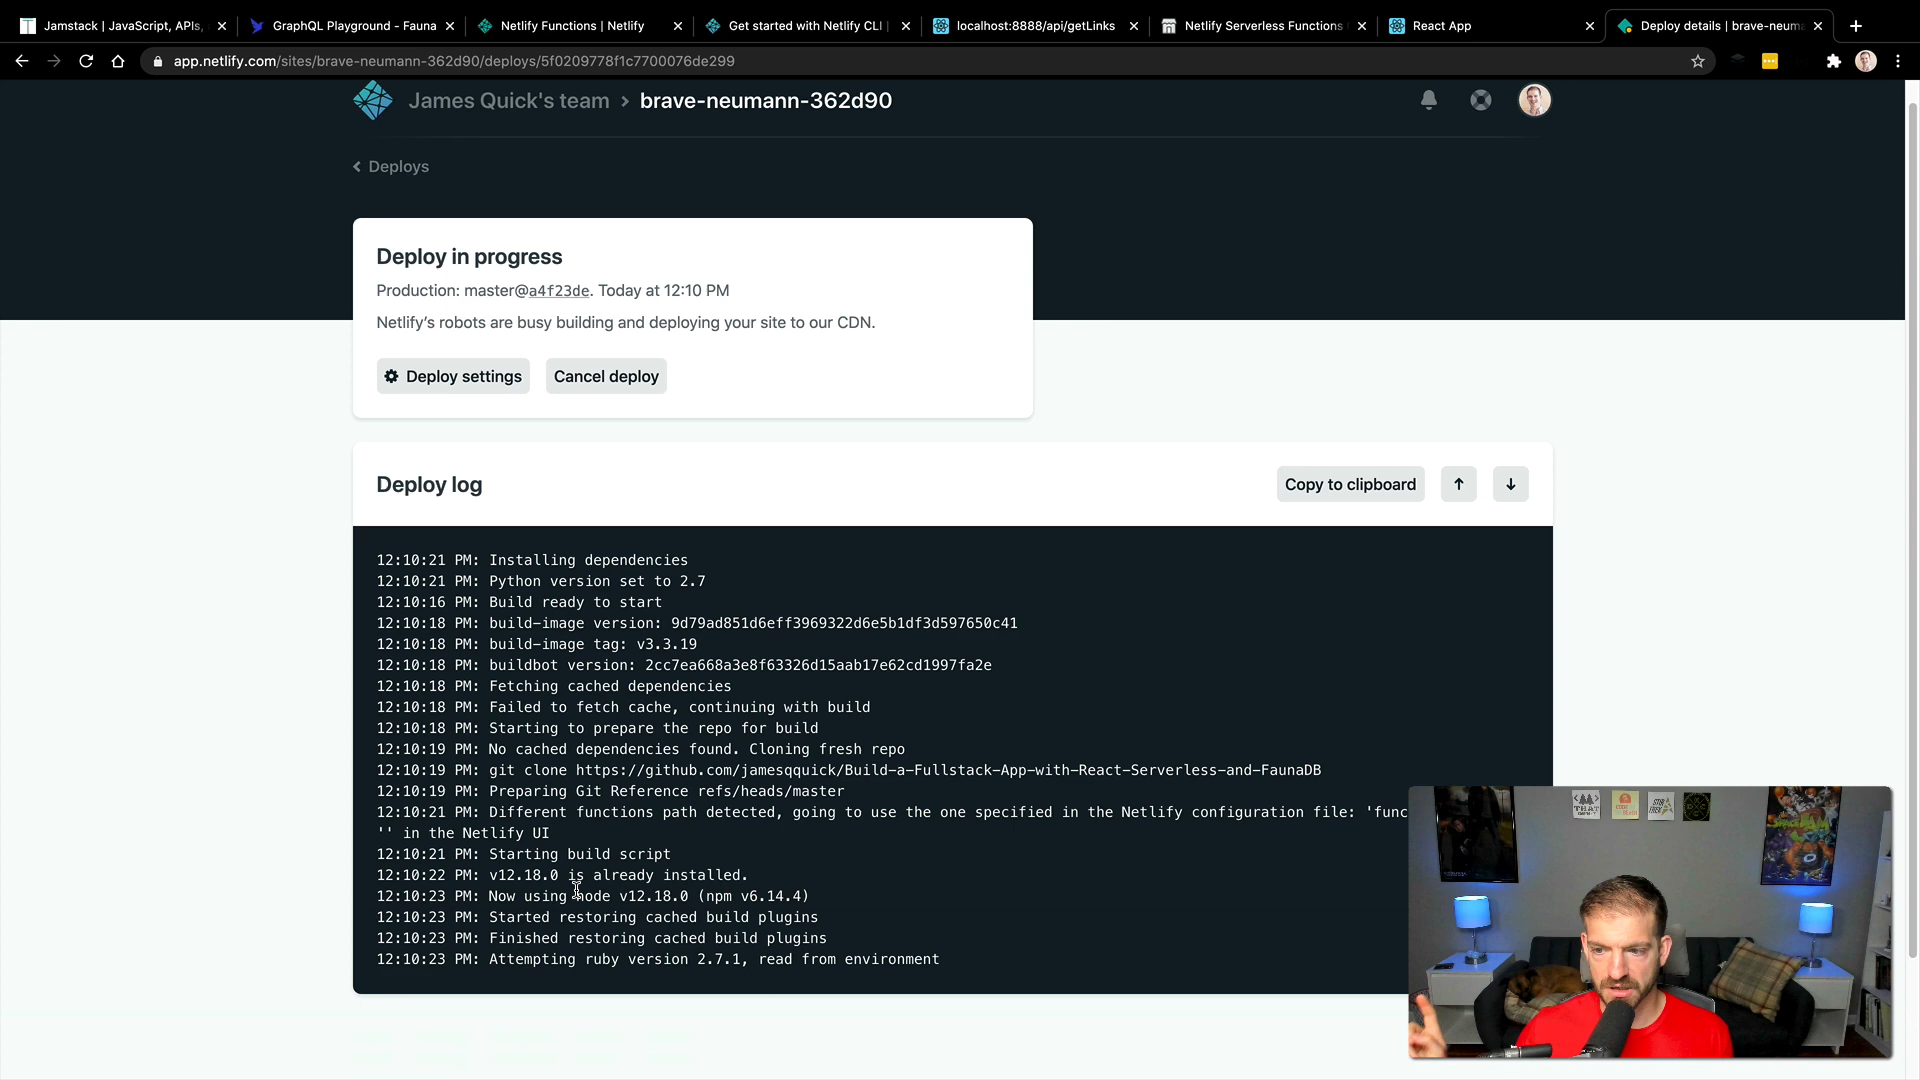 Jamstack | JavaScript, APIs,
GraphQL Playground - Fauna
Netlify Functions | Netlify
Get started with Netlify CLI |
localhost:8888/api/getLinks
Netlify Serverless Functions
React App
Deploy details | brave-neum
app.netlify.com/sites/brave-neumann-362d90/deploys/5f0209778f1c7700076de299
James Quick's team > brave-neumann-362d90
Deploys
Deploy in progress
Production: master@a4f23de. Today at 12:10 PM
Netlify's robots are busy building and deploying your site to our CDN.
Deploy settings
Cancel deploy
Deploy log
Copy to clipboard
12:10:21 PM: Installing dependencies
12:10:21 PM: Python version set to 2.7
12:10:16 PM: Build ready to start
12:10:18 PM: build-image version: 9d79ad851d6eff3969322d6e5b1df3d597650c41
12:10:18 PM: build-image tag: v3.3.19
12:10:18 PM: buildbot version: 2cc7ea668a3e8f63326d15aab17e62cd1997fa2e
12:10:18 PM: Fetching cached dependencies
12:10:18 PM: Failed to fetch cache, continuing with build
12:10:18 PM: Starting to prepare the repo for build
12:10:19 PM: No cached dependencies found. Cloning fresh repo
12:10:19 PM: git clone https://github.com/jamesqquick/Build-a-Fullstack-App-with-React-Serverless-and-FaunaDB
12:10:19 PM: Preparing Git Reference refs/heads/master
12:10:21 PM: Different functions path detected, going to use the one specified in the Netlify configuration file: 'func
'' in the Netlify UI
12:10:21 PM: Starting build script
12:10:22 PM: v12.18.0 is already installed.
12:10:23 PM: Now using node v12.18.0 (npm v6.14.4)
12:10:23 PM: Started restoring cached build plugins
12:10:23 PM: Finished restoring cached build plugins
12:10:23 PM: Attempting ruby version 2.7.1, read from environment